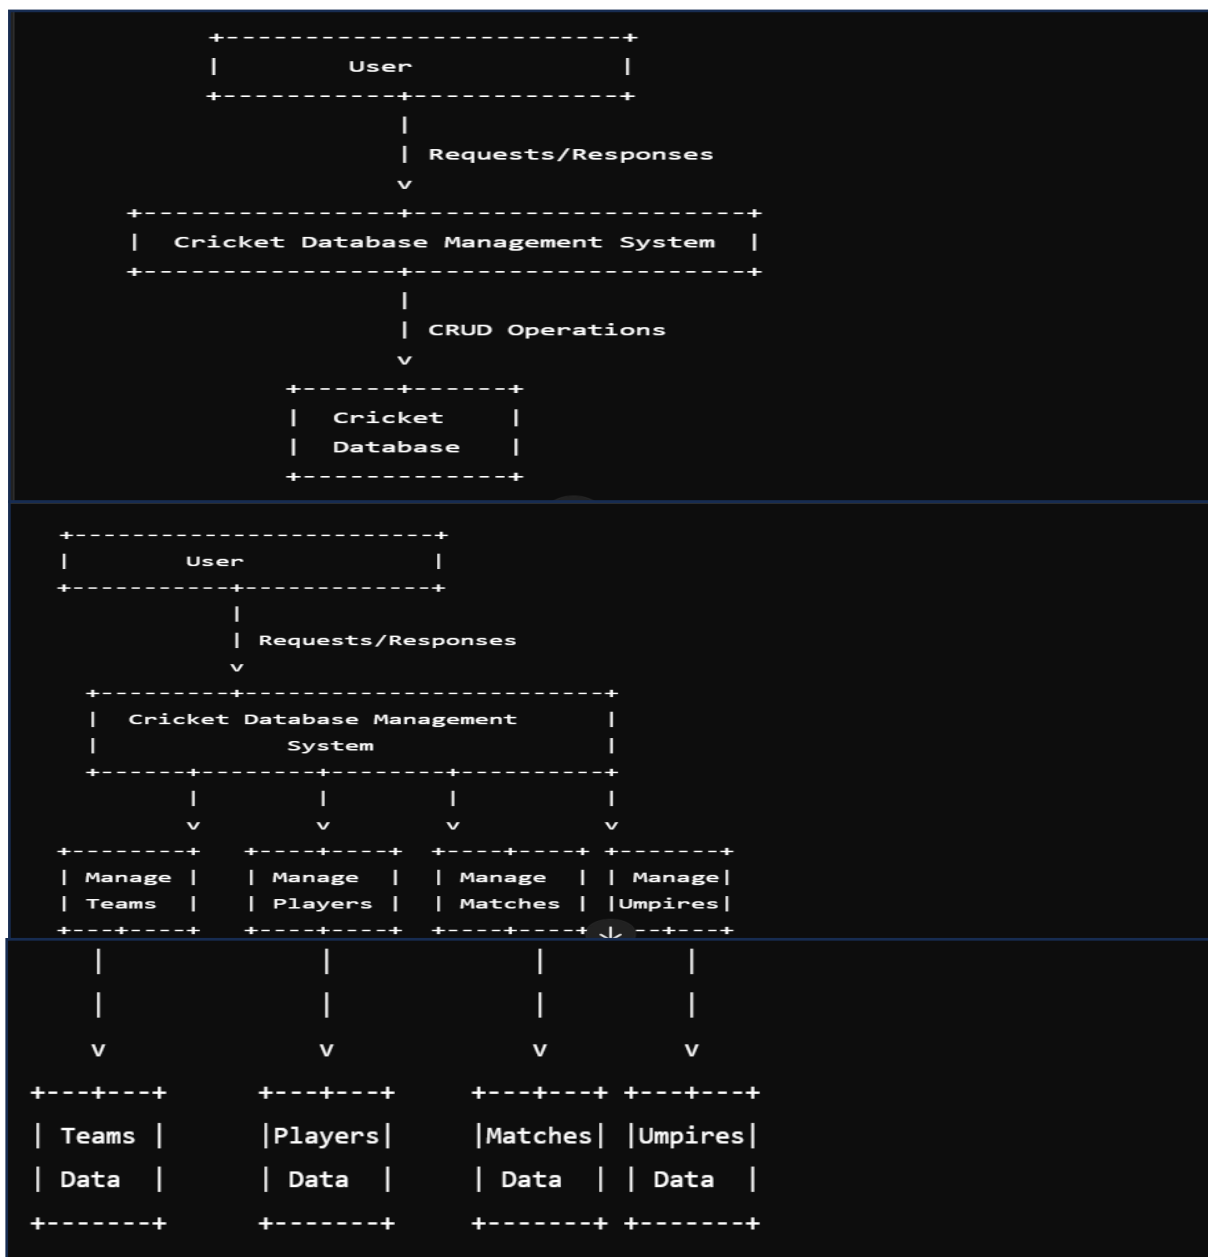 +-------------------------+
|        User             |
+-----------+-------------+
|
| Requests/Responses
v
+-----------------+---------------------+
|  Cricket Database Management System  |
+-----------------+---------------------+
|
| CRUD Operations
v
+------+------+
|  Cricket    |
|  Database   |
+-------------+
+-------------------------+
|        User             |
+-----------+-------------+
|
| Requests/Responses
v
+---------+-------------------------+
|  Cricket Database Management      |
|             System                |
+------+--------+--------+----------+
|        |        |          |
v        v        v          v
+--------+   +----+----+  +----+----+ +-------+
| Manage |   | Manage  |  | Manage  | | Manage|
| Teams  |   | Players |  | Matches | |Umpires|
+---+----+   +----+----+  +----+----+ ---+---+
|               |              |         |
|               |              |         |
v               v              v         v
+---+---+      +---+---+     +---+---+ +---+---+
| Teams |      |Players|     |Matches| |Umpires|
| Data  |      | Data  |     | Data  | | Data  |
+-------+      +-------+     +-------+ +-------+